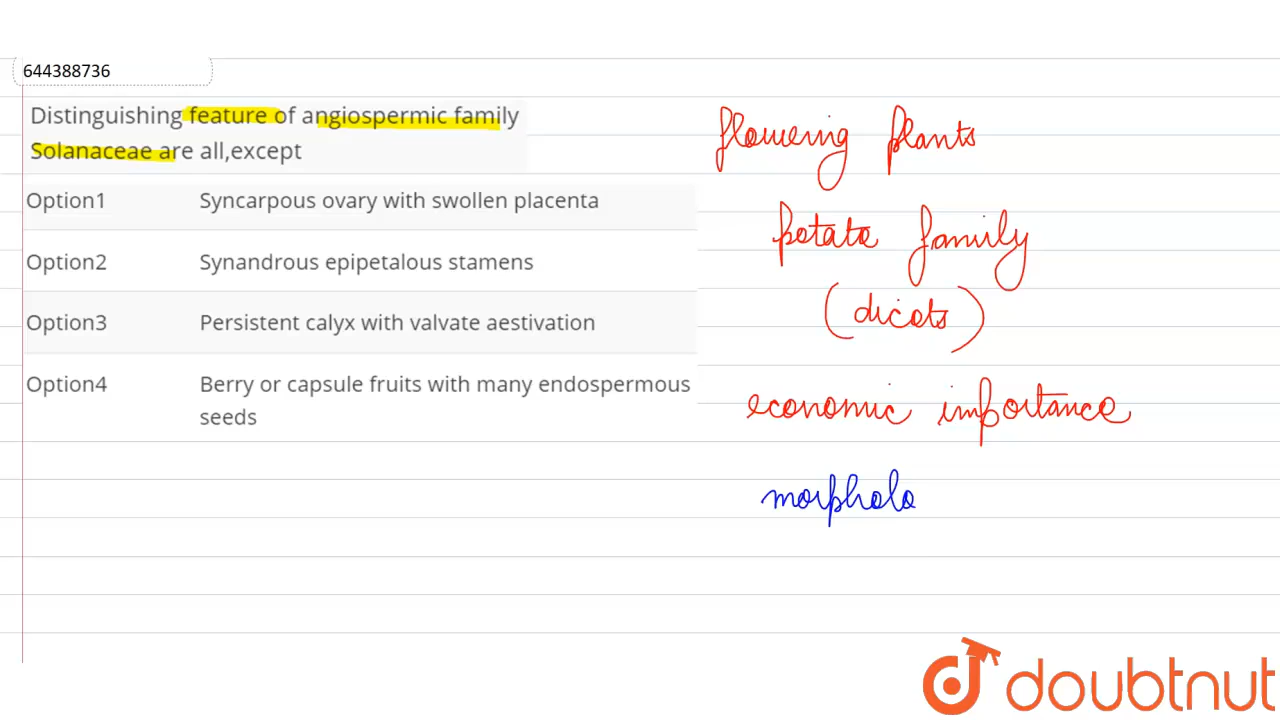 644388736
Distinguishing feature of angiospermic family
Solanaceae are all,except
Option1 Syncarpous ovary with swollen placenta
Option2 Synandrous epipetalous stamens
Option3 Persistent calyx with valvate aestivation
Option4 Berry or capsule fruits with many endospermous
seeds
flowering plants
potato family
(dicots)
economic importance
morpholo
doubtnut